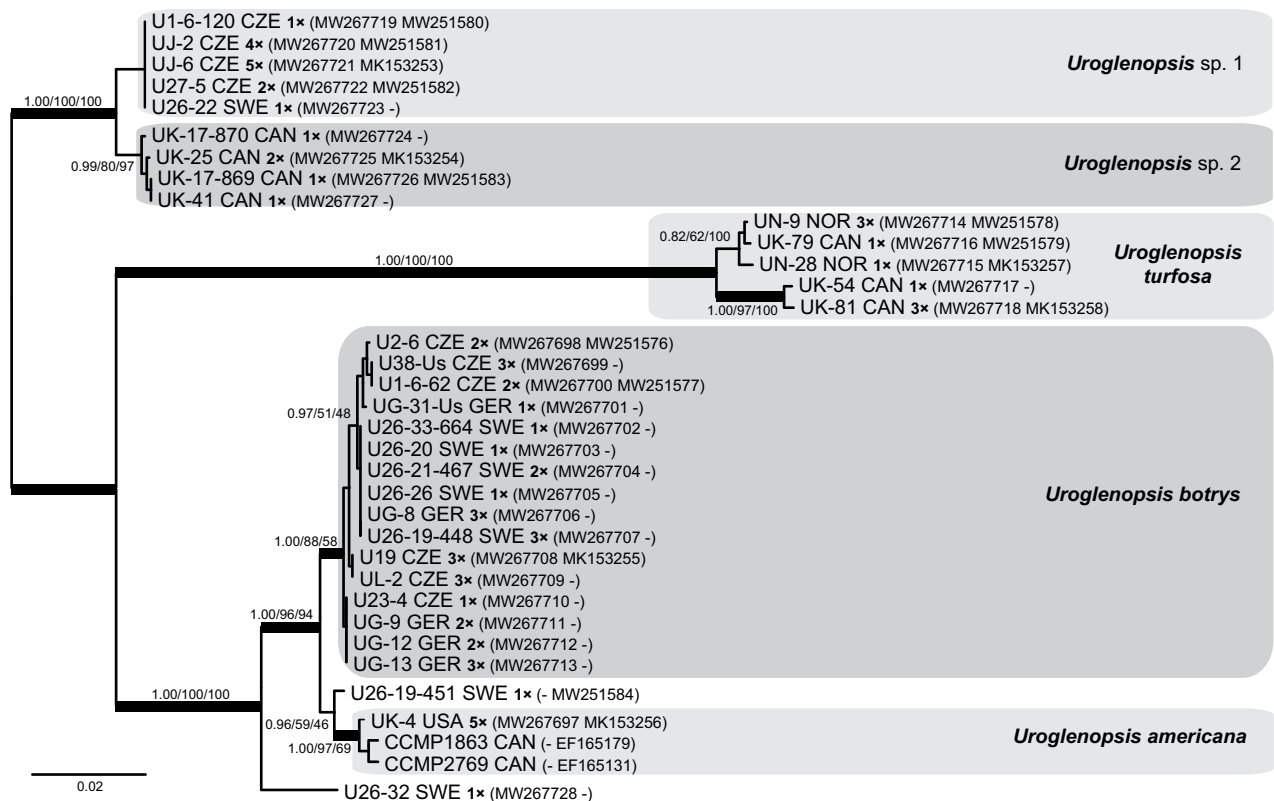 U1-6-120 CZE 1× (MW267719 MW251580)
UJ-2 CZE 4× (MW267720 MW251581)
UJ-6 CZE 5× (MW267721 MK153253)
U27-5 CZE 2× (MW267722 MW251582)
U26-22 SWE 1× (MW267723 -)
Uroglenopsis sp. 1
1.00/100/100
UK-17-870 CAN 1× (MW267724 -)
UK-25 CAN 2× (MW267725 MK153254)
UK-17-869 CAN 1× (MW267726 MW251583)
UK-41 CAN 1× (MW267727 -)
Uroglenopsis sp. 2
0.99/80/97
UN-9 NOR 3× (MW267714 MW251578)
UK-79 CAN 1× (MW267716 MW251579)
UN-28 NOR 1× (MW267715 MK153257)
UK-54 CAN 1× (MW267717 -)
UK-81 CAN 3× (MW267718 MK153258)
Uroglenopsis
turfosa
0.82/62/100
1.00/100/100
1.00/97/100
U2-6 CZE 2× (MW267698 MW251576)
U38-Us CZE 3× (MW267699 -)
U1-6-62 CZE 2× (MW267700 MW251577)
UG-31-Us GER 1× (MW267701 -)
U26-33-664 SWE 1× (MW267702 -)
U26-20 SWE 1× (MW267703 -)
U26-21-467 SWE 2× (MW267704 -)
U26-26 SWE 1× (MW267705 -)
UG-8 GER 3× (MW267706 -)
U26-19-448 SWE 3× (MW267707 -)
U19 CZE 3× (MW267708 MK153255)
UL-2 CZE 3× (MW267709 -)
U23-4 CZE 1× (MW267710 -)
UG-9 GER 2× (MW267711 -)
UG-12 GER 2× (MW267712 -)
UG-13 GER 3× (MW267713 -)
Uroglenopsis botrys
0.97/51/48
1.00/88/58
1.00/96/94
1.00/100/100
U26-19-451 SWE 1× (- MW251584)
UK-4 USA 5× (MW267697 MK153256)
CCMP1863 CAN (- EF165179)
CCMP2769 CAN (- EF165131)
Uroglenopsis americana
0.96/59/46
1.00/97/69
U26-32 SWE 1× (MW267728 -)
0.02